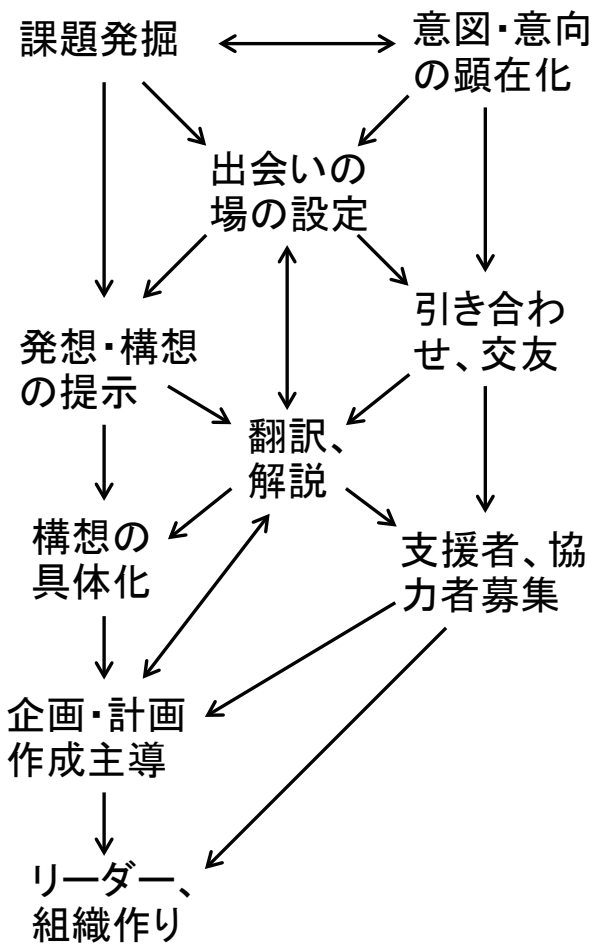 課題発掘
意図・意向
の顕在化
出会いの
場の設定
発想・構想
の提示
引き合わ
せ、交友
翻訳、
解説
構想の
具体化
支援者、協
力者募集
企画・計画
作成主導
リーダー、
組織作り